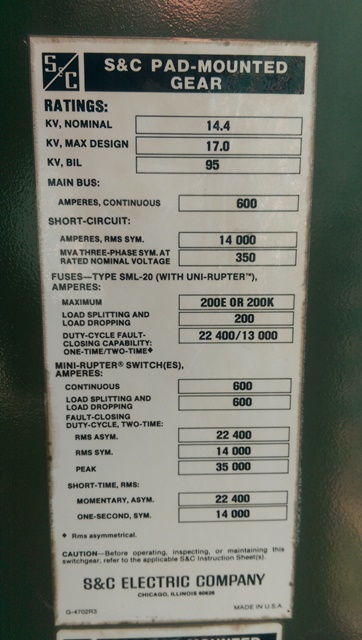 S&C
S&C PAD-MOUNTED
GEAR
RATINGS:
KV, NOMINAL 14.4
KV, MAX DESIGN 17.0
KV, BIL 95
MAIN BUS:
AMPERES, CONTINUOUS 600
SHORT-CIRCUIT:
AMPERES, RMS SYM. 14 000
MVA THREE-PHASE SYM. AT
RATED NOMINAL VOLTAGE 350
FUSES—TYPE SML-20 (WITH UNI-RUPTER™),
AMPERES:
MAXIMUM 200E OR 200K
LOAD SPLITTING AND
LOAD DROPPING 200
DUTY-CYCLE FAULT-
CLOSING CAPABILITY: 22 400/13 000
ONE-TIME/TWO-TIME◆
MINI-RUPTER® SWITCH(ES),
AMPERES:
CONTINUOUS 600
LOAD SPLITTING AND
LOAD DROPPING 600
FAULT-CLOSING
DUTY-CYCLE, TWO-TIME:
RMS ASYM. 22 400
RMS SYM. 14 000
PEAK 35 000
SHORT-TIME, RMS:
MOMENTARY, ASYM. 22 400
ONE-SECOND, SYM. 14 000
◆ Rms asymmetrical.
CAUTION—Before operating, inspecting, or maintaining this
switchgear, refer to the applicable S&C Instruction Sheet(s).
S&C ELECTRIC COMPANY
CHICAGO, ILLINOIS 60626
G-4702R3 MADE IN U.S.A.